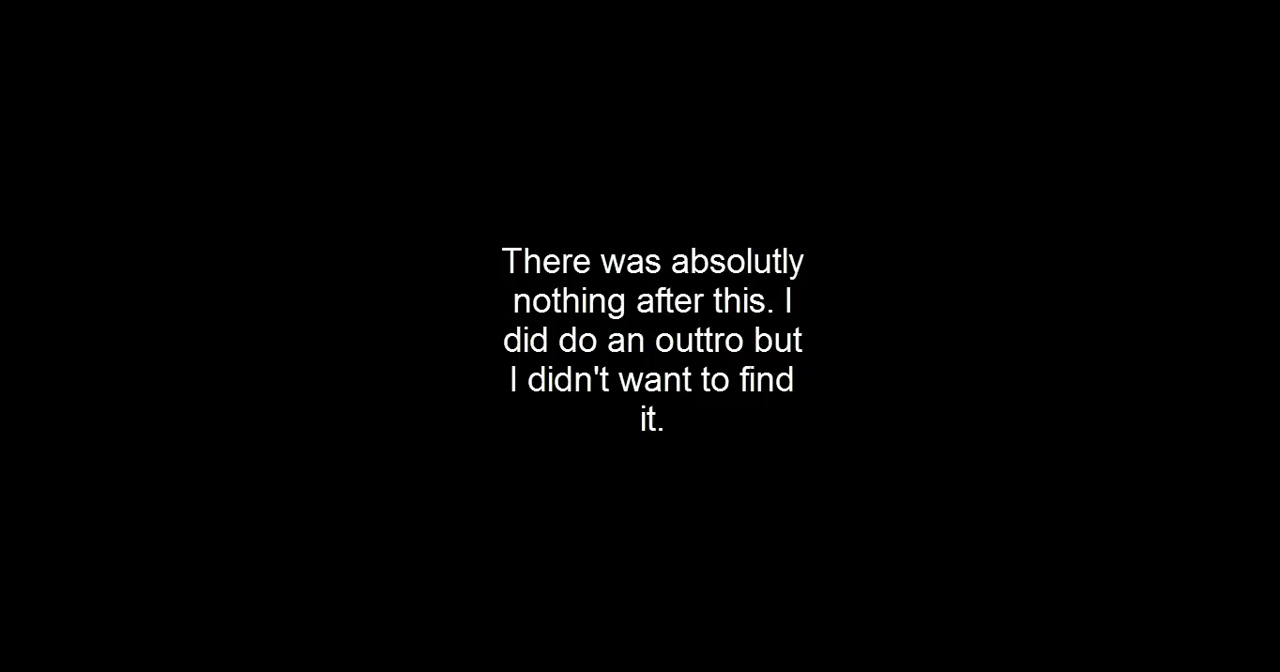 There was absolutly
nothing after this. I
did do an outtro but
I didn't want to find
it.